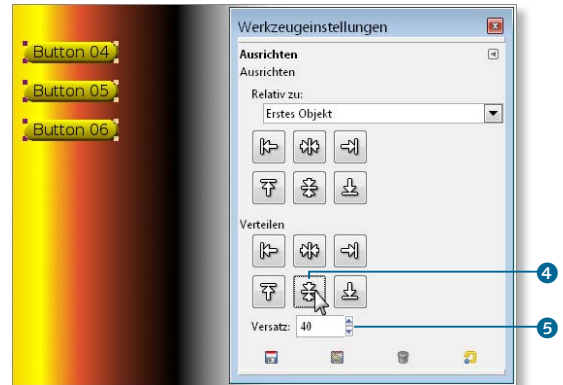 Button 04
Button 05
Button 06
Werkzeugeinstellungen
Ausrichten
Ausrichten
Relativ zu:
Erstes Objekt
Verteilen
4
Versatz: 40
5